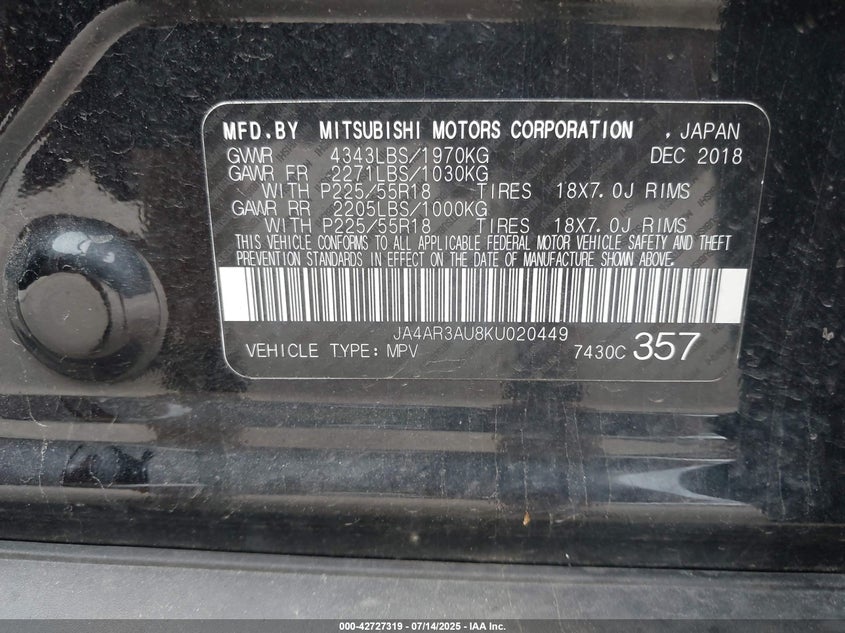 MFD.BY MITSUBISHI MOTORS CORPORATION , JAPAN
GVWR 4343LBS/1970KG DEC 2018
GAWR FR 2271LBS/1030KG
WITH P225/55R18 TIRES 18X7.0J RIMS
GAWR RR 2205LBS/1000KG
WITH P225/55R18 TIRES 18X7.0J RIMS
THIS VEHICLE CONFORMS TO ALL APPLICABLE FEDERAL MOTOR VEHICLE SAFETY AND THEFT
PREVENTION STANDARDS IN EFFECT ON THE DATE OF MANUFACTURE SHOWN ABOVE.
JA4AR3AU8KU020449
VEHICLE TYPE: MPV 7430C 357
000-42727319 - 07/14/2025 - IAA Inc.